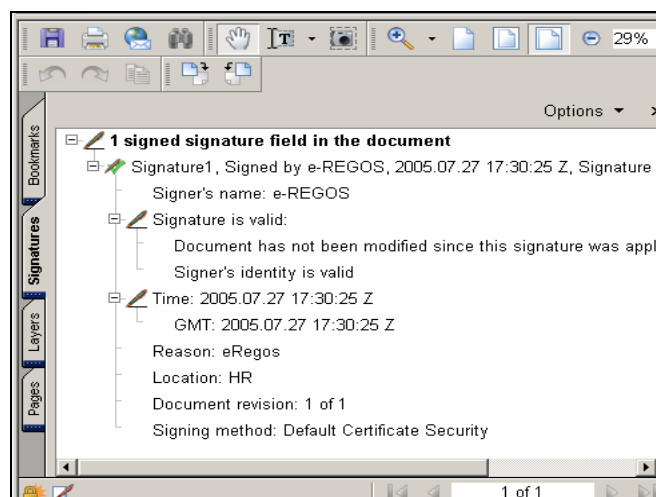 29%
Options
1 signed signature field in the document
Signature1, Signed by e-REGOS, 2005.07.27 17:30:25 Z, Signature
Signer's name: e-REGOS
Signature is valid:
Document has not been modified since this signature was appl
Signer's identity is valid
Time: 2005.07.27 17:30:25 Z
GMT: 2005.07.27 17:30:25 Z
Reason: eRegos
Location: HR
Document revision: 1 of 1
Signing method: Default Certificate Security
Bookmarks
Signatures
Layers
Pages
1 of 1